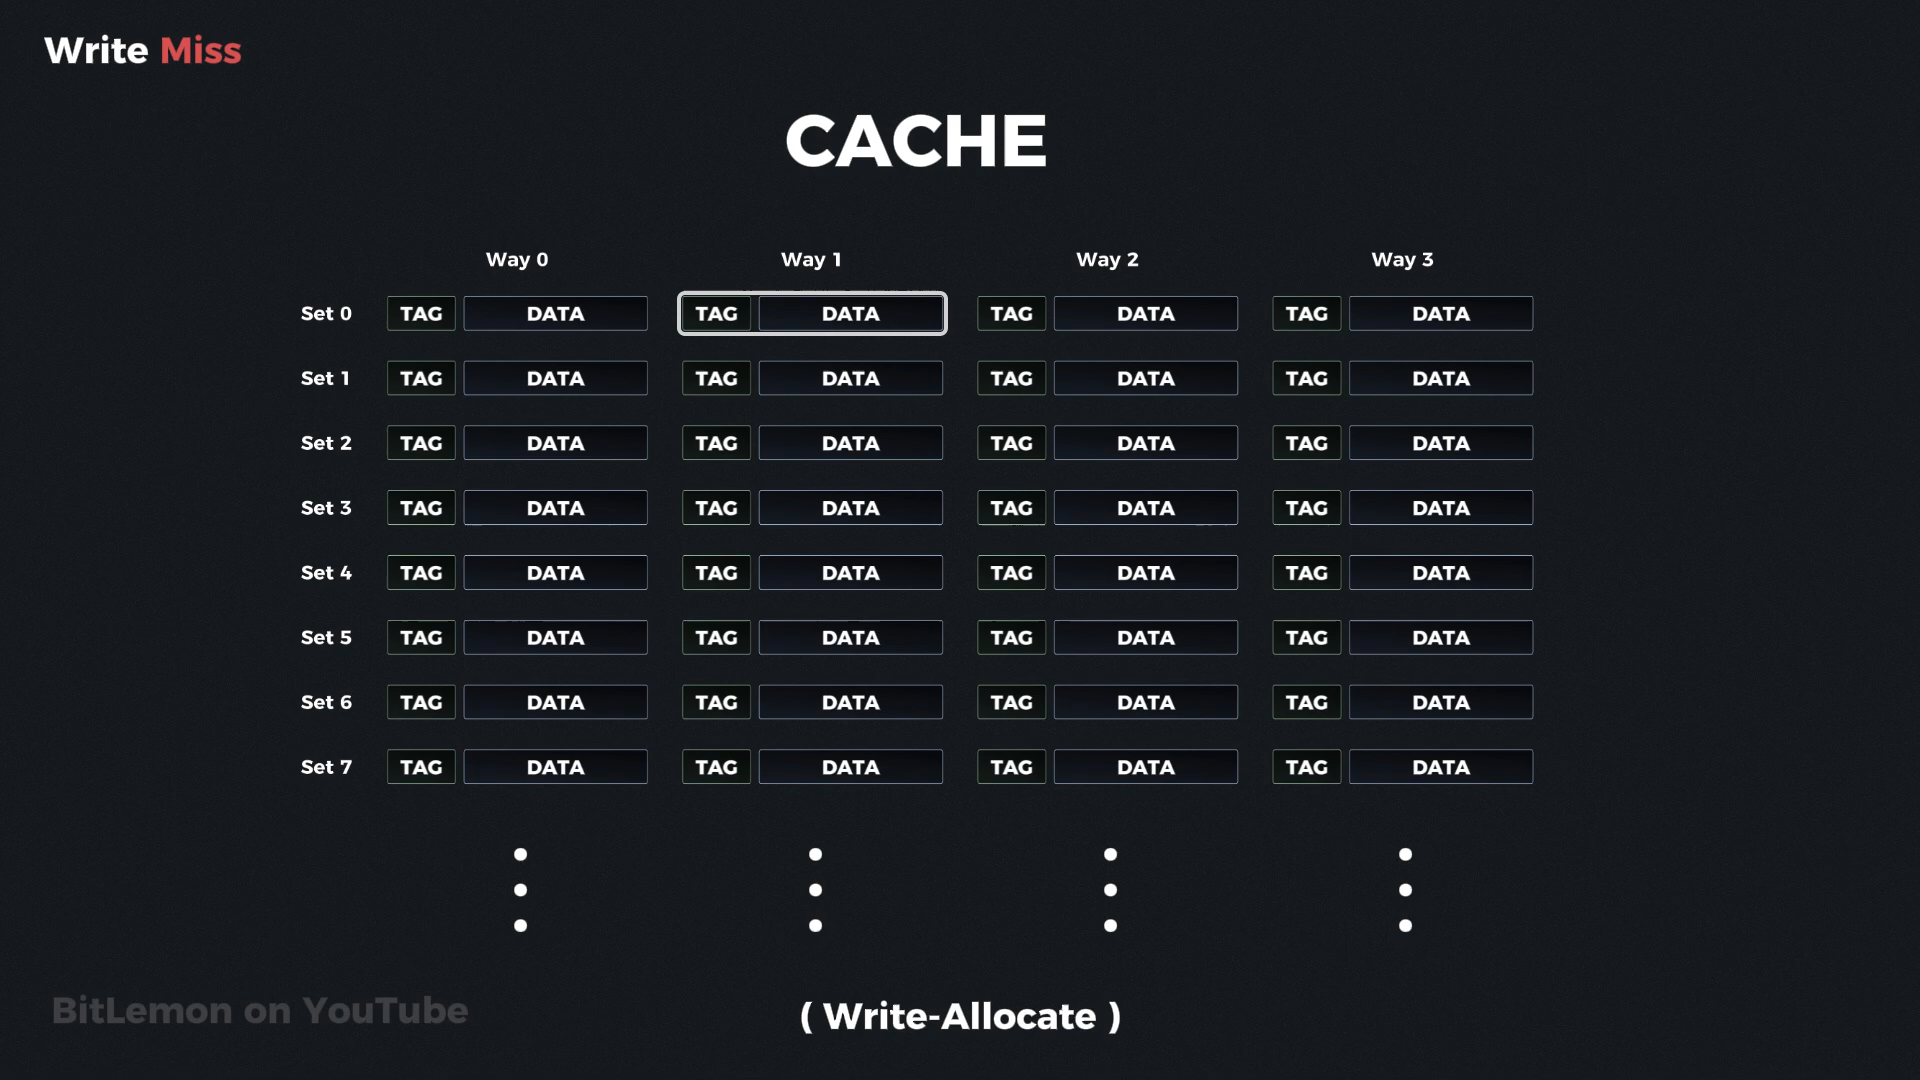 Write Miss
CACHE
Way 0 Way 1 Way 2 Way 3
Set 0 TAG DATA TAG DATA TAG DATA TAG DATA
Set 1 TAG DATA TAG DATA TAG DATA TAG DATA
Set 2 TAG DATA TAG DATA TAG DATA TAG DATA
Set 3 TAG DATA TAG DATA TAG DATA TAG DATA
Set 4 TAG DATA TAG DATA TAG DATA TAG DATA
Set 5 TAG DATA TAG DATA TAG DATA TAG DATA
Set 6 TAG DATA TAG DATA TAG DATA TAG DATA
Set 7 TAG DATA TAG DATA TAG DATA TAG DATA
BitLemon on YouTube
( Write-Allocate )